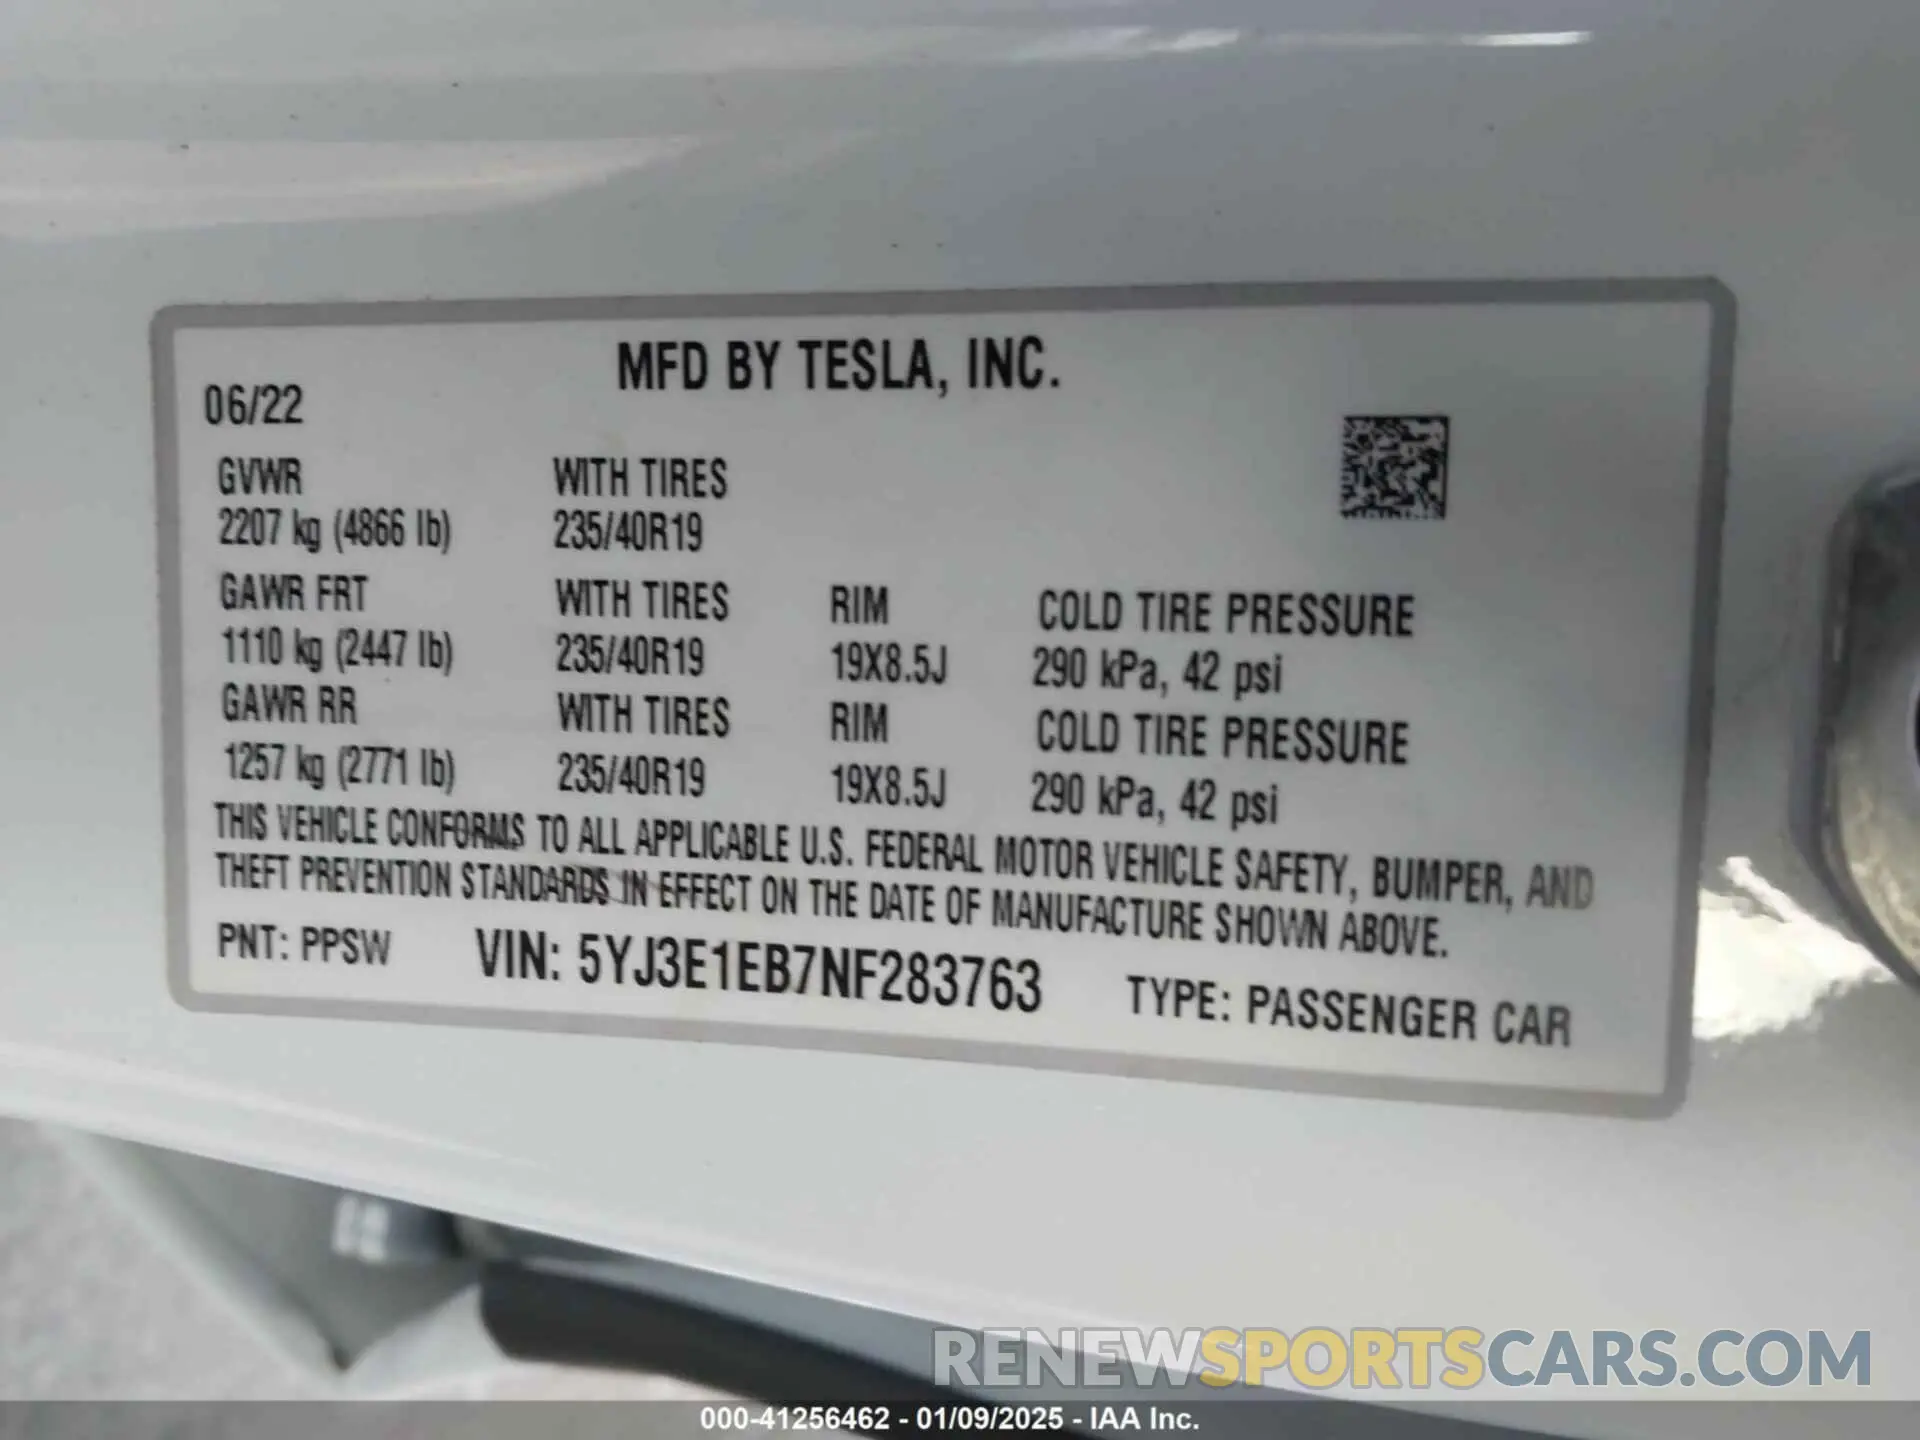 MFD BY TESLA, INC.
06/22
GVWR WITH TIRES
2207 kg (4866 lb) 235/40R19
GAWR FRT WITH TIRES RIM COLD TIRE PRESSURE
1110 kg (2447 lb) 235/40R19 19X8.5J 290 kPa, 42 psi
GAWR RR WITH TIRES RIM COLD TIRE PRESSURE
1257 kg (2771 lb) 235/40R19 19X8.5J 290 kPa, 42 psi
THIS VEHICLE CONFORMS TO ALL APPLICABLE U.S. FEDERAL MOTOR VEHICLE SAFETY, BUMPER, AND
THEFT PREVENTION STANDARDS IN EFFECT ON THE DATE OF MANUFACTURE SHOWN ABOVE.
PNT: PPSW VIN: 5YJ3E1EB7NF283763 TYPE: PASSENGER CAR
RENEWSPORTSCARS.COM
000-41256462 - 01/09/2025 - IAA Inc.